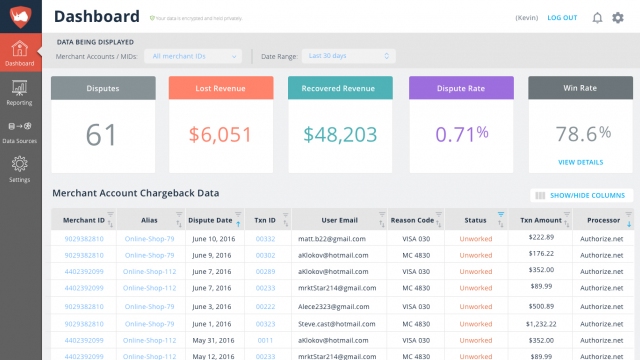 Dashboard
Your data is encrypted and held privately.
(Kevin) LOG OUT
DATA BEING DISPLAYED
Merchant Accounts / MIDs: All merchant IDs Date Range: Last 30 days
Dashboard
Reporting
Data Sources
Settings
Disputes Lost Revenue Recovered Revenue Dispute Rate Win Rate
61 $6,051 $48,203 0.71% 78.6%
VIEW DETAILS
Merchant Account Chargeback Data SHOW/HIDE COLUMNS
Merchant ID Alias Dispute Date Txn ID User Email Reason Code Status Txn Amount Processor
9029382810 Online-Shop-79 June 10, 2016 00332 matt.b22@gmail.com VISA 030 Unworked $222.89 Authorize.net
9029382810 Online-Shop-79 June 9, 2016 00302 aKlokov@hotmail.com MC 4830 Unworked $176.22 Authorize.net
4402392099 Online-Shop-112 June 7, 2016 00289 aKlokov@hotmail.com VISA 030 Unworked $352.00 Authorize.net
4402392099 Online-Shop-112 June 7, 2016 00233 mrktStar214@gmail.com MC 4830 Unworked $89.99 Authorize.net
9029382810 Online-Shop-79 June 3, 2016 00222 Alece2323@gmail.com VISA 030 Unworked $500.89 Authorize.net
9029382810 Online-Shop-79 June 1, 2016 00323 Steve.cast@hotmail.com MC 4830 Unworked $1,232.22 Authorize.net
4402392099 Online-Shop-112 May 31, 2016 0011 aKlokov@hotmail.com VISA 030 Unworked $352.00 Authorize.net
4402392099 Online-Shop-112 May 12, 2016 00233 mrktStar214@gmail.com MC 4830 Unworked $89.99 Authorize.net